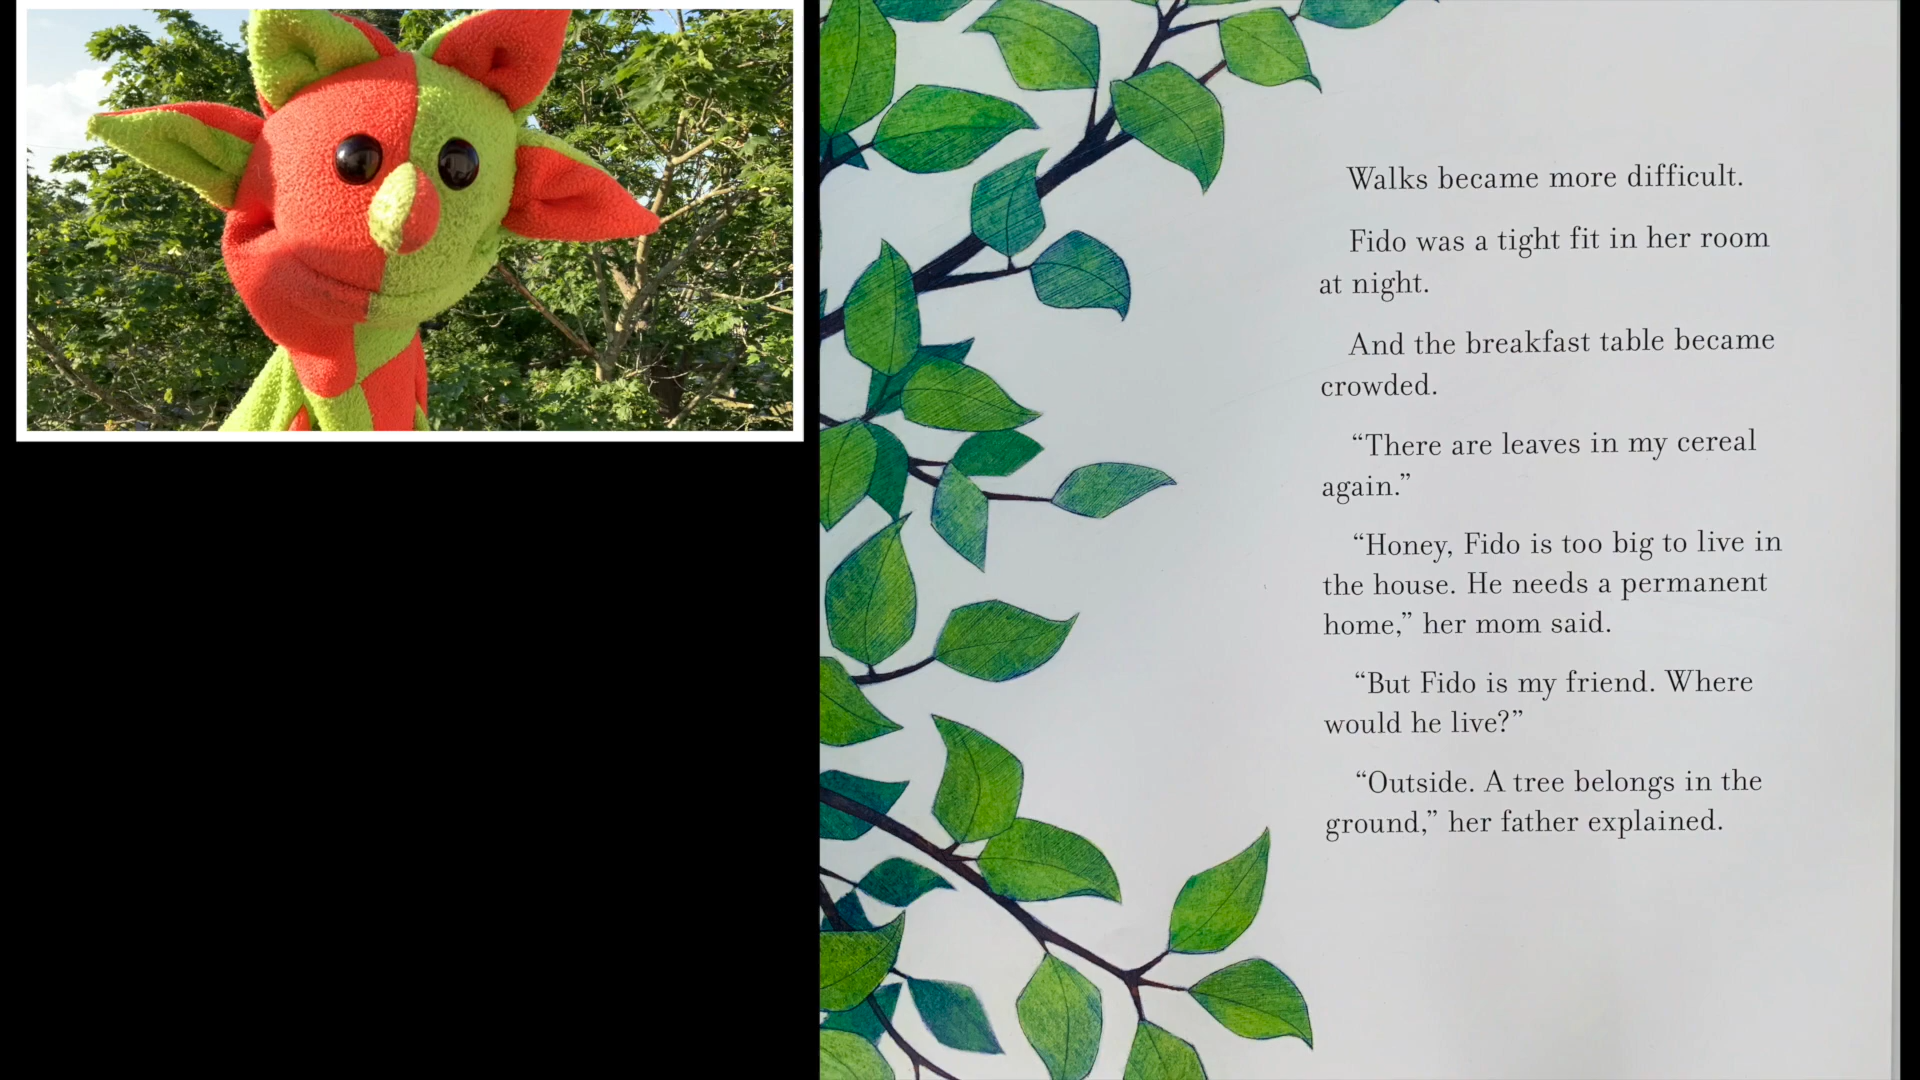 Walks became more difficult.
Fido was a tight fit in her room
at night.
And the breakfast table became
crowded.
“There are leaves in my cereal
again.”
“Honey, Fido is too big to live in
the house. He needs a permanent
home,” her mom said.
“But Fido is my friend. Where
would he live?”
“Outside. A tree belongs in the
ground,” her father explained.